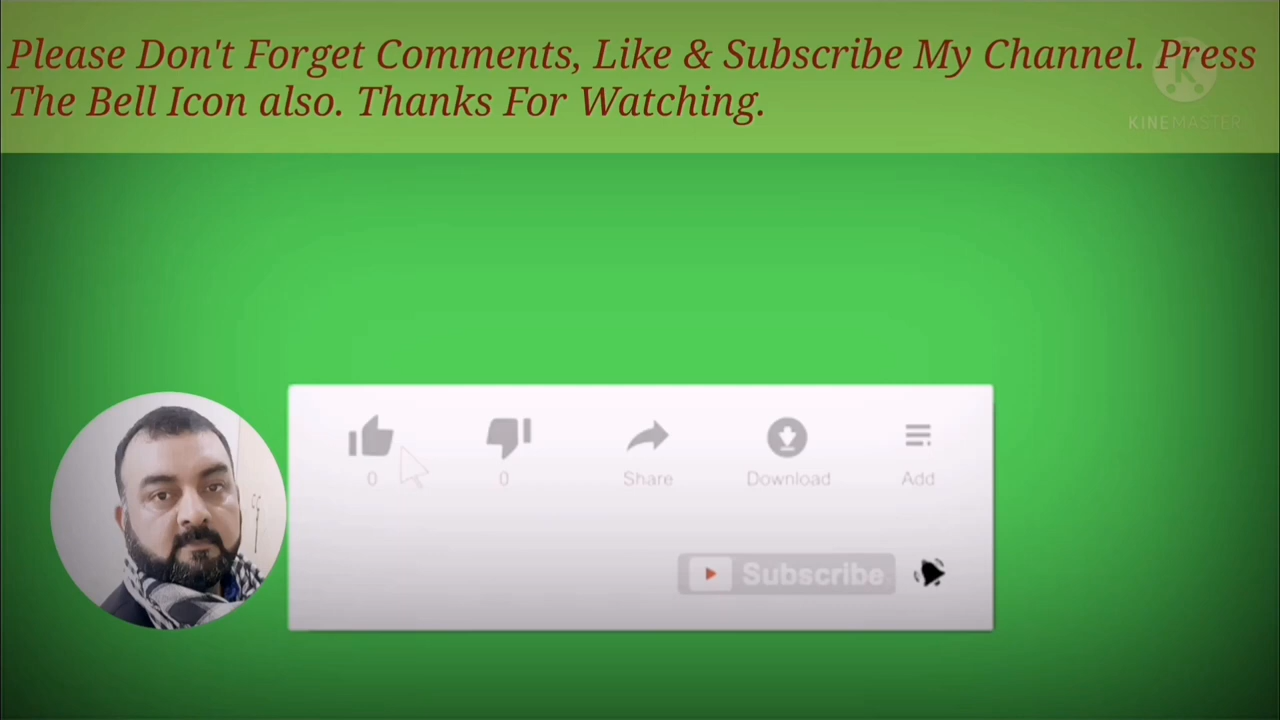 Please Don't Forget Comments, Like & Subscribe My Channel. Press
The Bell Icon also. Thanks For Watching.
KINEMASTER
0
0
Share
Download
Add
Subscribe